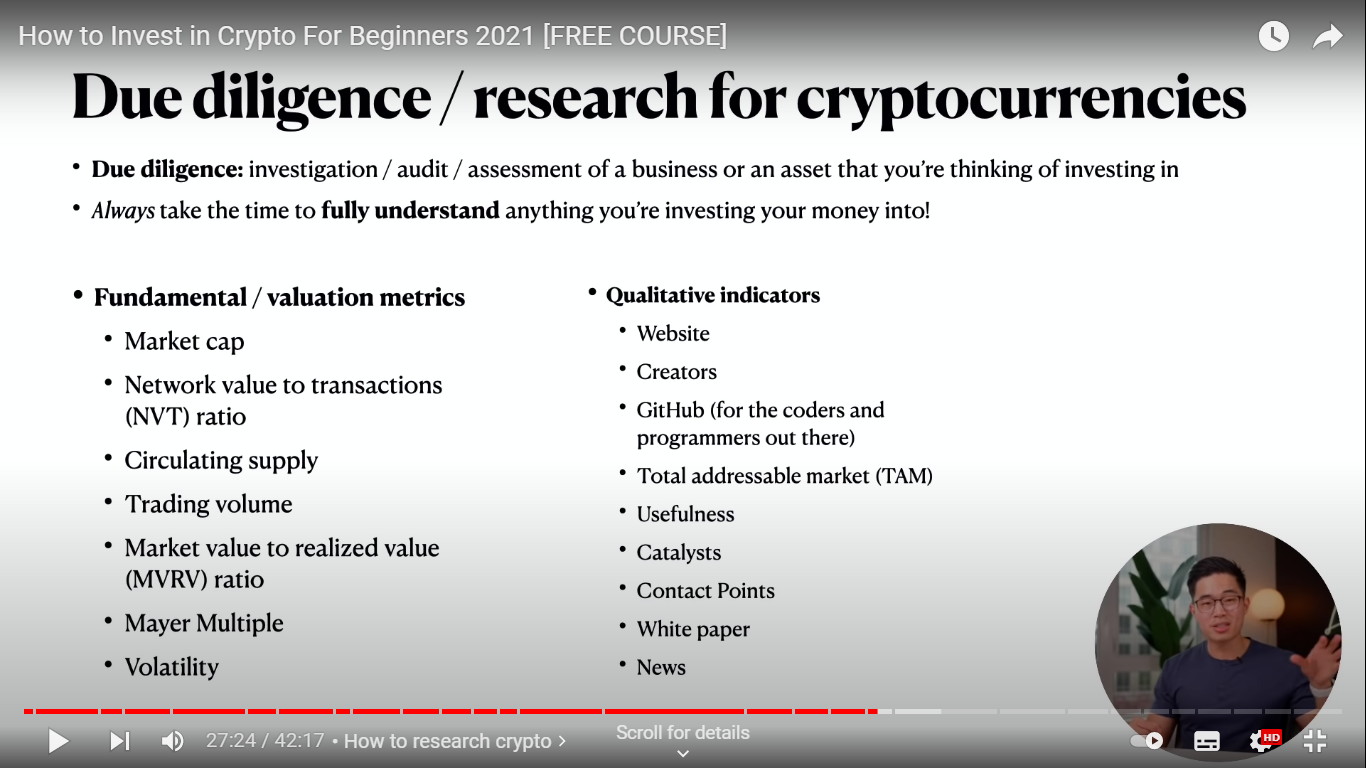 How to Invest in Crypto For Beginners 2021 [FREE COURSE]
Due diligence / research for cryptocurrencies
• Due diligence: investigation / audit / assessment of a business or an asset that you’re thinking of investing in
• Always take the time to fully understand anything you’re investing your money into!
• Fundamental / valuation metrics
• Market cap
• Network value to transactions
(NVT) ratio
• Circulating supply
• Trading volume
• Market value to realized value
(MVRV) ratio
• Mayer Multiple
• Volatility
• Qualitative indicators
• Website
• Creators
• GitHub (for the coders and
programmers out there)
• Total addressable market (TAM)
• Usefulness
• Catalysts
• Contact Points
• White paper
• News
27:24 / 42:17 • How to research crypto >
Scroll for details
HD